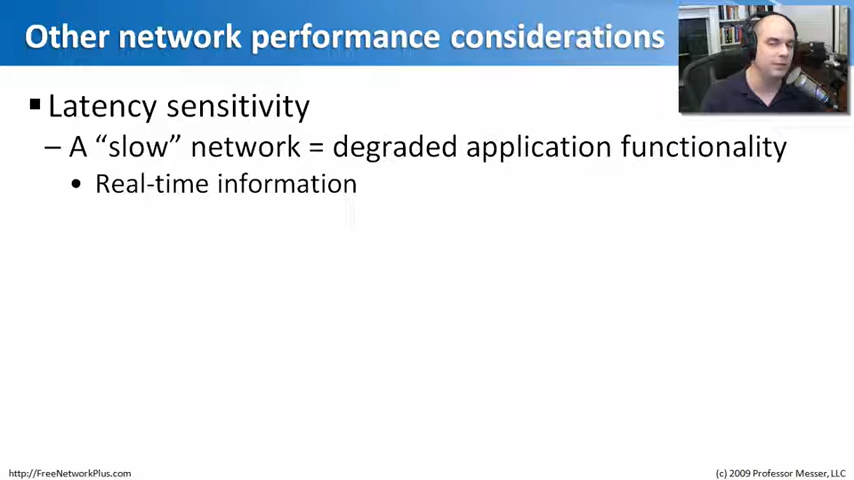 Other network performance considerations
▪ Latency sensitivity
– A “slow” network = degraded application functionality
• Real-time information
http://FreeNetworkPlus.com
(c) 2009 Professor Messer, LLC